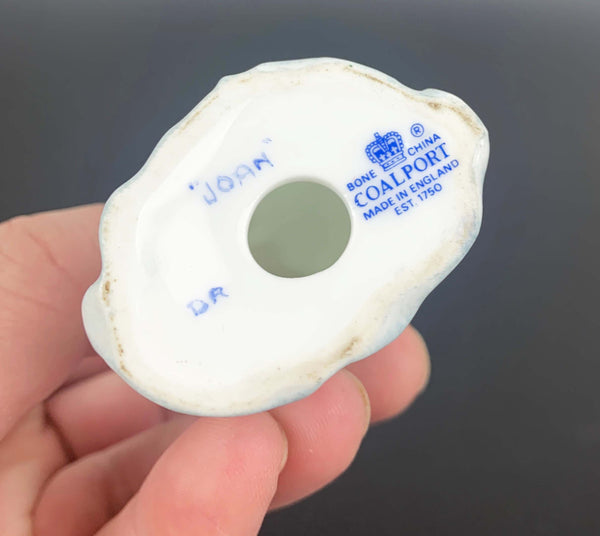 "JOAN"
DR
®
BONE CHINA
COALPORT
MADE IN ENGLAND
EST. 1750